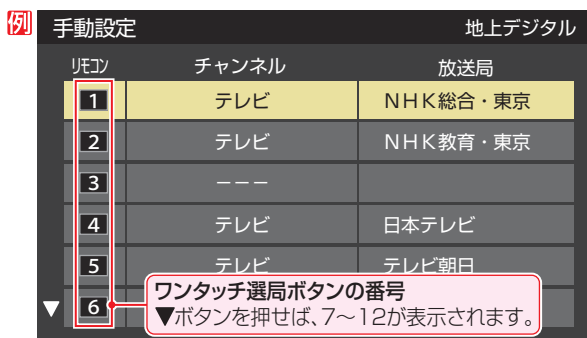 例
手動設定 地上デジタル
リモコン チャンネル 放送局
1 テレビ NHK総合・東京
2 テレビ NHK教育・東京
3 −−−
4 テレビ 日本テレビ
5 テレビ テレビ朝日
▼ 6
ワンタッチ選局ボタンの番号
▼ボタンを押せば、7～12が表示されます。